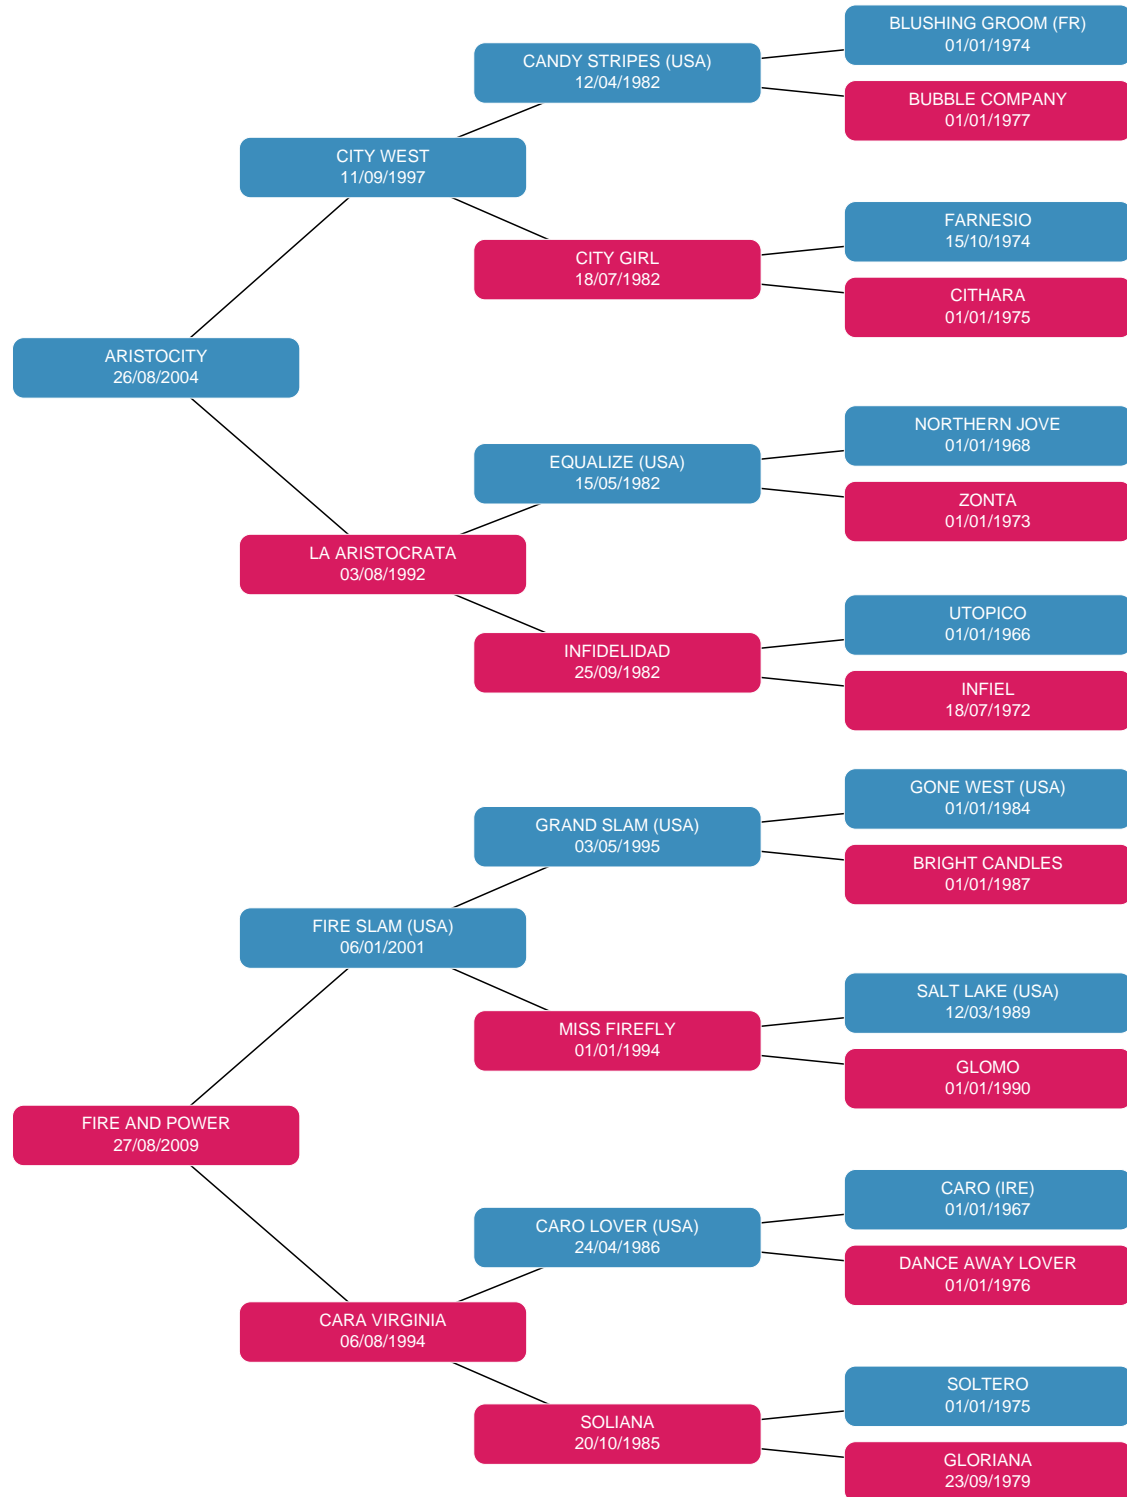 BLUSHING GROOM (FR)
01/01/1974
CANDY STRIPES (USA)
12/04/1982
BUBBLE COMPANY
01/01/1977
CITY WEST
11/09/1997
FARNESIO
15/10/1974
CITY GIRL
18/07/1982
CITHARA
01/01/1975
ARISTOCITY
26/08/2004
NORTHERN JOVE
01/01/1968
EQUALIZE (USA)
15/05/1982
ZONTA
01/01/1973
LA ARISTOCRATA
03/08/1992
UTOPICO
01/01/1966
INFIDELIDAD
25/09/1982
INFIEL
18/07/1972
GONE WEST (USA)
01/01/1984
GRAND SLAM (USA)
03/05/1995
BRIGHT CANDLES
01/01/1987
FIRE SLAM (USA)
06/01/2001
SALT LAKE (USA)
12/03/1989
MISS FIREFLY
01/01/1994
GLOMO
01/01/1990
FIRE AND POWER
27/08/2009
CARO (IRE)
01/01/1967
CARO LOVER (USA)
24/04/1986
DANCE AWAY LOVER
01/01/1976
CARA VIRGINIA
06/08/1994
SOLTERO
01/01/1975
SOLIANA
20/10/1985
GLORIANA
23/09/1979